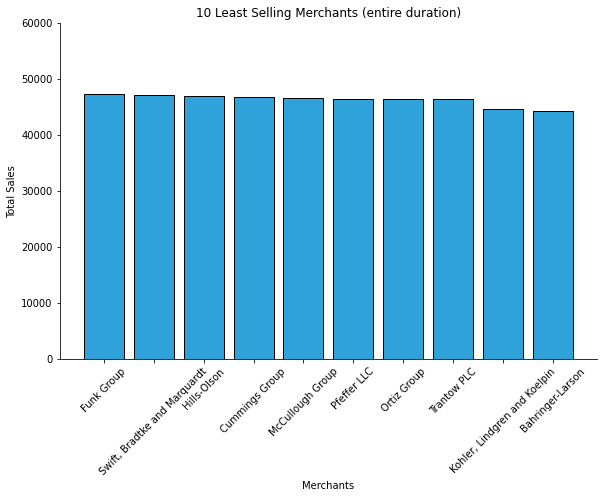 10 Least Selling Merchants (entire duration)
60000
50000
40000
30000
20000
10000
0
Total Sales
Funk Group
Swift, Bradtke and Marquardt
Hills-Olson
Cummings Group
McCullough Group
Pfeffer LLC
Ortiz Group
Trantow PLC
Kohler, Lindgren and Koelpin
Bahringer-Larson
Merchants